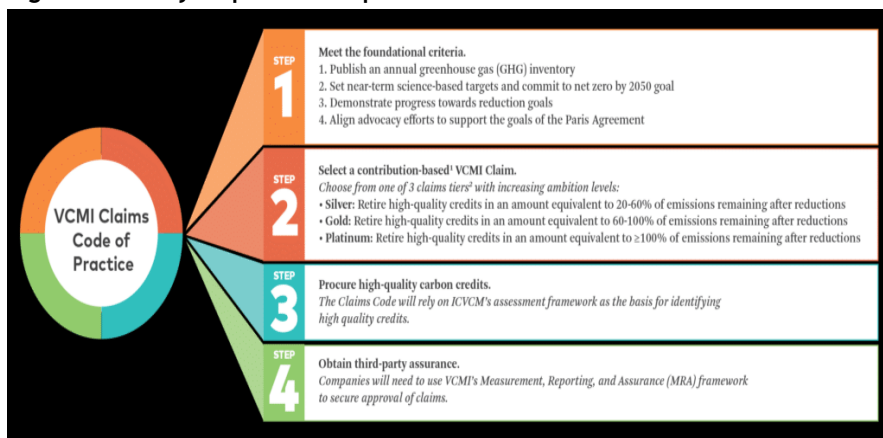 VCMI Claims
Code of
Practice
STEP
1
Meet the foundational criteria.
1. Publish an annual greenhouse gas (GHG) inventory
2. Set near-term science-based targets and commit to net zero by 2050 goal
3. Demonstrate progress towards reduction goals
4. Align advocacy efforts to support the goals of the Paris Agreement
STEP
2
Select a contribution-based¹ VCMI Claim.
Choose from one of 3 claims tiers² with increasing ambition levels:
• Silver: Retire high-quality credits in an amount equivalent to 20-60% of emissions remaining after reductions
• Gold: Retire high-quality credits in an amount equivalent to 60-100% of emissions remaining after reductions
• Platinum: Retire high-quality credits in an amount equivalent to ≥100% of emissions remaining after reductions
STEP
3
Procure high-quality carbon credits.
The Claims Code will rely on ICVCM's assessment framework as the basis for identifying
high quality credits.
STEP
4
Obtain third-party assurance.
Companies will need to use VCMI's Measurement, Reporting, and Assurance (MRA) framework
to secure approval of claims.